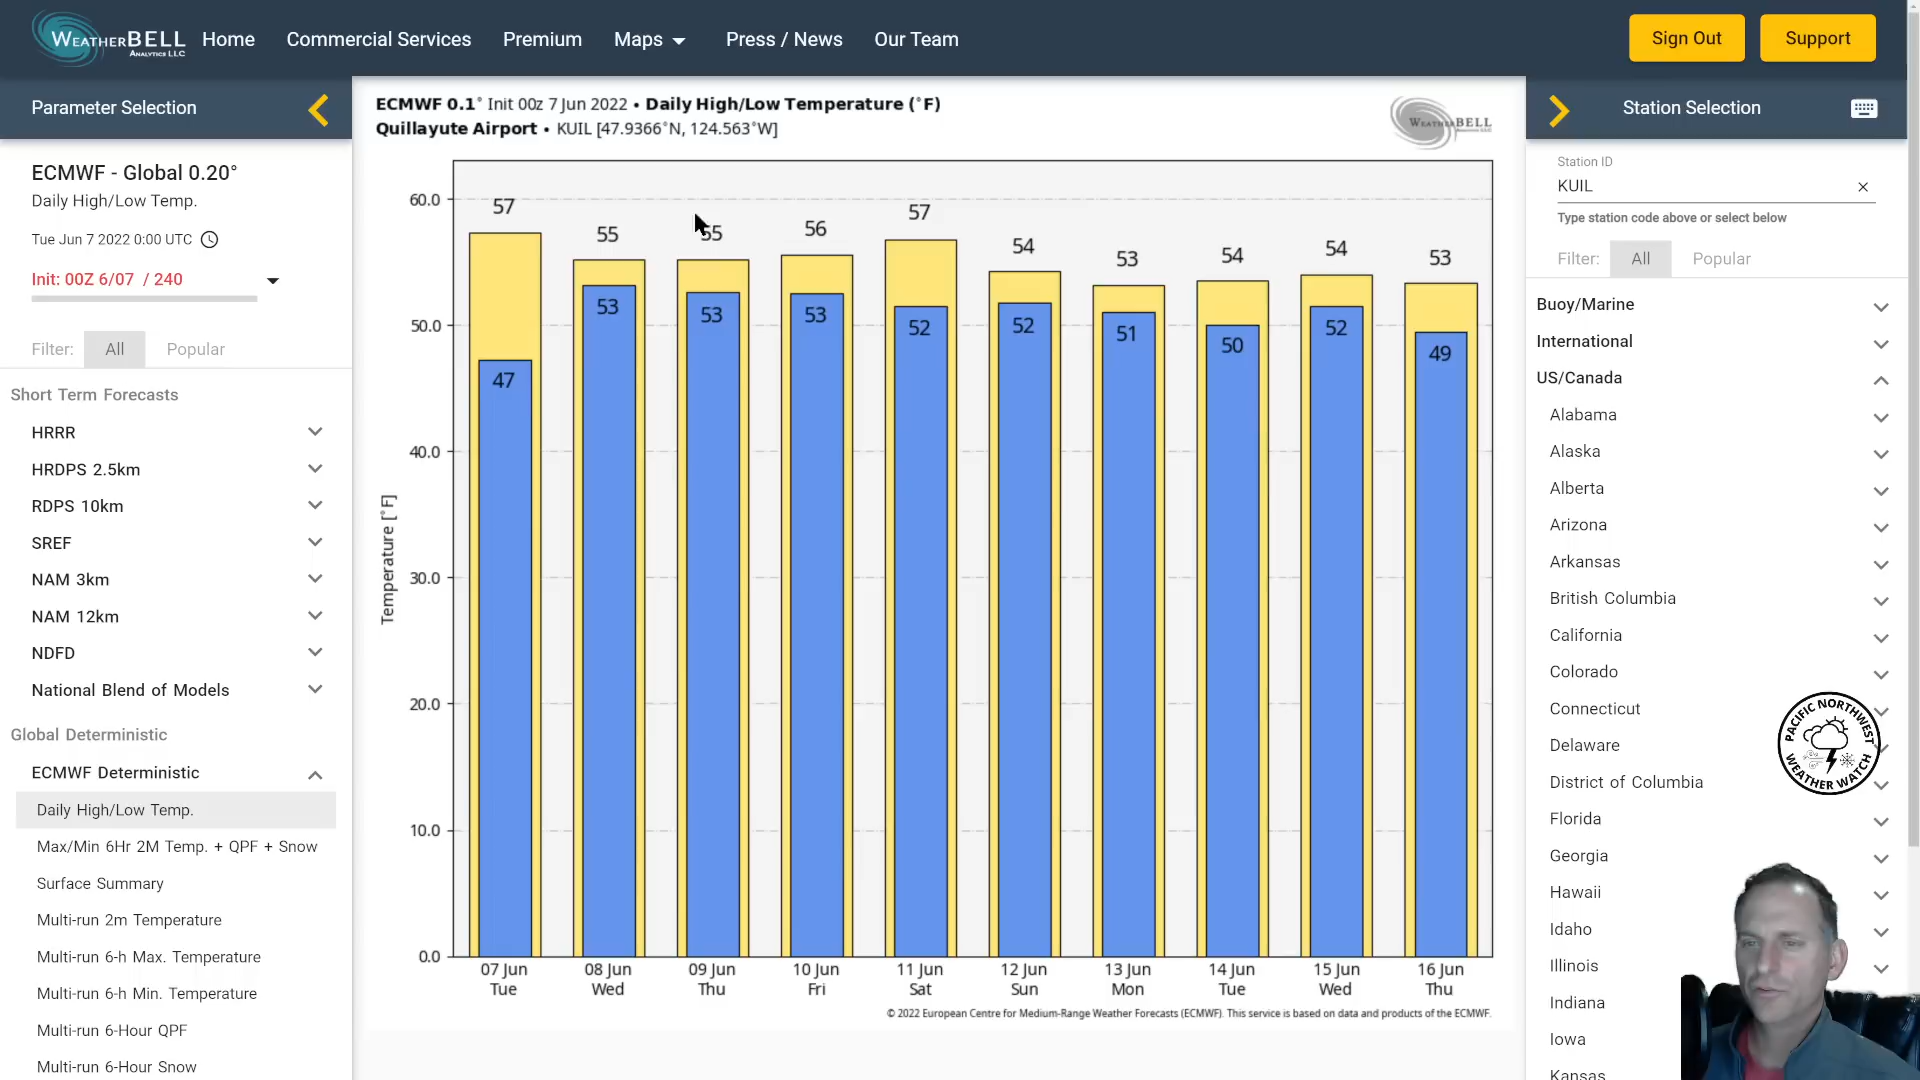 WEATHERBELL
ANALYTICS LLC
Home
Commercial Services
Premium
Maps
Press / News
Our Team
Sign Out
Support
Parameter Selection
ECMWF - Global 0.20°
Daily High/Low Temp.
Tue Jun 7 2022 0:00 UTC
Init: 00Z 6/07 / 240
Filter: All Popular
Short Term Forecasts
HRRR
HRDPS 2.5km
RDPS 10km
SREF
NAM 3km
NAM 12km
NDFD
National Blend of Models
Global Deterministic
ECMWF Deterministic
Daily High/Low Temp.
Max/Min 6Hr 2M Temp. + QPF + Snow
Surface Summary
Multi-run 2m Temperature
Multi-run 6-h Max. Temperature
Multi-run 6-h Min. Temperature
Multi-run 6-Hour QPF
Multi-run 6-Hour Snow
ECMWF 0.1° Init 00z 7 Jun 2022 • Daily High/Low Temperature (°F)
Quillayute Airport • KUIL [47.9366°N, 124.563°W]
WEATHERBELL
Temperature [°F]
60.0
50.0
40.0
30.0
20.0
10.0
0.0
57 55 55 56 57 54 53 54 54 53
47 53 53 53 52 52 51 50 52 49
07 Jun 08 Jun 09 Jun 10 Jun 11 Jun 12 Jun 13 Jun 14 Jun 15 Jun 16 Jun
Tue Wed Thu Fri Sat Sun Mon Tue Wed Thu
© 2022 European Centre for Medium-Range Weather Forecasts (ECMWF). This service is based on data and products of the ECMWF.
Station Selection
Station ID
KUIL
Type station code above or select below
Filter: All Popular
Buoy/Marine
International
US/Canada
Alabama
Alaska
Alberta
Arizona
Arkansas
British Columbia
California
Colorado
Connecticut
Delaware
District of Columbia
Florida
Georgia
Hawaii
Idaho
Illinois
Indiana
Iowa
Kansas
PACIFIC NORTHWEST
WEATHER WATCH